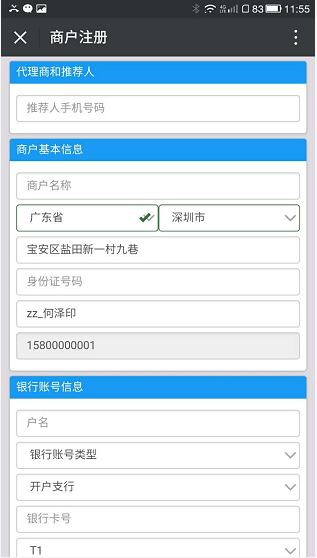 83 11:55
商户注册
代理商和推荐人
推荐人手机号码
商户基本信息
商户名称
广东省 深圳市
宝安区盐田新一村九巷
身份证号码
zz_何泽印
15800000001
银行账号信息
户名
银行账号类型
开户支行
银行卡号
T1